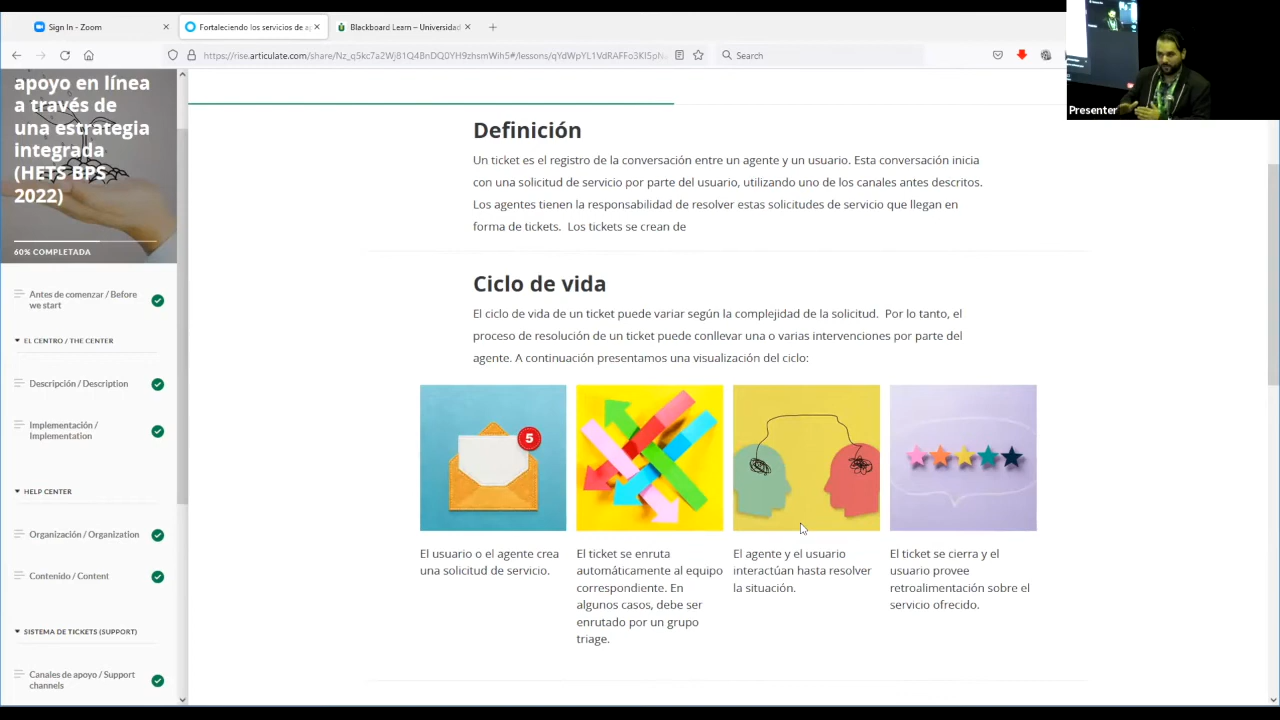 Sign In - Zoom
Fortaleciendo los servicios de a
Blackboard Learn – Universidad
https://rise.articulate.com/share/
Search
Presenter
apoyo en línea
a través de
una estrategia
integrada
(HETS BPS
2022)
60% COMPLETADA
Antes de comenzar / Before
we start
EL CENTRO / THE CENTER
Descripción / Description
Implementación /
Implementation
HELP CENTER
Organización / Organization
Contenido / Content
SISTEMA DE TICKETS (SUPPORT)
Canales de apoyo / Support
channels
Definición
Un ticket es el registro de la conversación entre un agente y un usuario. Esta conversación inicia
con una solicitud de servicio por parte del usuario, utilizando uno de los canales antes descritos.
Los agentes tienen la responsabilidad de resolver estas solicitudes de servicio que llegan en
forma de tickets. Los tickets se crean de
Ciclo de vida
El ciclo de vida de un ticket puede variar según la complejidad de la solicitud. Por lo tanto, el
proceso de resolución de un ticket puede conllevar una o varias intervenciones por parte del
agente. A continuación presentamos una visualización del ciclo:
5
El usuario o el agente crea
una solicitud de servicio.
El ticket se enruta
automáticamente al equipo
correspondiente. En
algunos casos, debe ser
enrutado por un grupo
triage.
El agente y el usuario
interactúan hasta resolver
la situación.
El ticket se cierra y el
usuario provee
retroalimentación sobre el
servicio ofrecido.